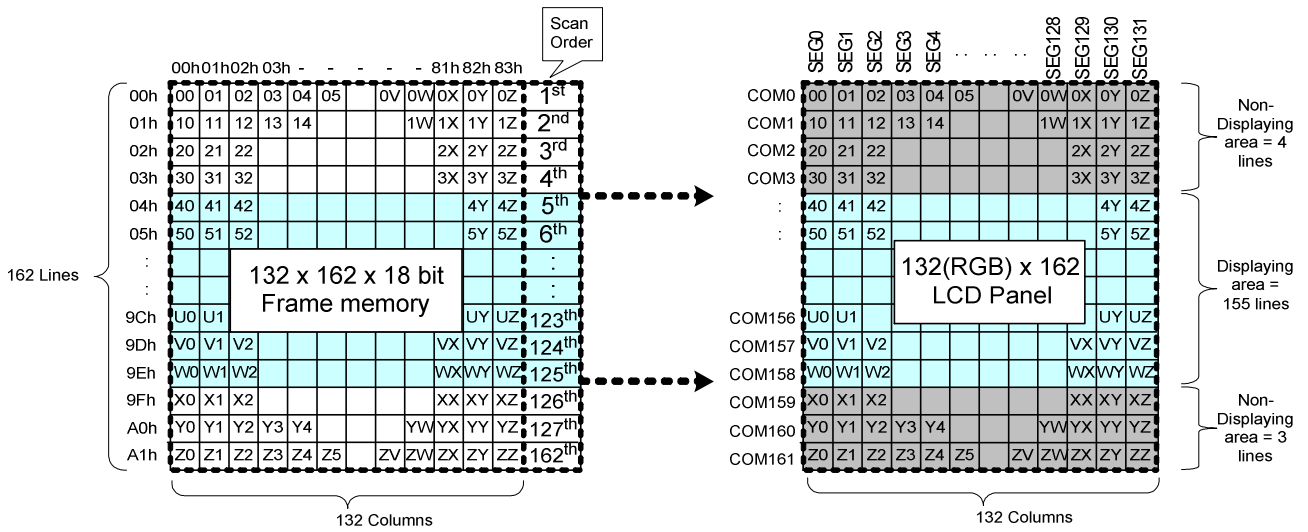 Scan
Order
00h 01h 02h 03h - - - - - 81h 82h 83h
00h 00 01 02 03 04 05 0V 0W 0X 0Y 0Z 1st
01h 10 11 12 13 14 1W 1X 1Y 1Z 2nd
02h 20 21 22 2X 2Y 2Z 3rd
03h 30 31 32 3X 3Y 3Z 4th
04h 40 41 42 4Y 4Z 5th
05h 50 51 52 5Y 5Z 6th
: :
: :
9Ch U0 U1 UY UZ 123th
9Dh V0 V1 V2 VX VY VZ 124th
9Eh W0 W1 W2 WX WY WZ 125th
9Fh X0 X1 X2 XX XY XZ 126th
A0h Y0 Y1 Y2 Y3 Y4 YW YX YY YZ 127th
A1h Z0 Z1 Z2 Z3 Z4 Z5 ZV ZW ZX ZY ZZ 162th
162 Lines
132 x 162 x 18 bit
Frame memory
132 Columns
SEG0 SEG1 SEG2 SEG3 SEG4 . . . . . . . SEG128 SEG129 SEG130 SEG131
COM0 00 01 02 03 04 05 0V 0W 0X 0Y 0Z
COM1 10 11 12 13 14 1W 1X 1Y 1Z
COM2 20 21 22 2X 2Y 2Z
COM3 30 31 32 3X 3Y 3Z
: 40 41 42 4Y 4Z
: 50 51 52 5Y 5Z
COM156 U0 U1 UY UZ
COM157 V0 V1 V2 VX VY VZ
COM158 W0 W1 W2 WX WY WZ
COM159 X0 X1 X2 XX XY XZ
COM160 Y0 Y1 Y2 Y3 Y4 YW YX YY YZ
COM161 Z0 Z1 Z2 Z3 Z4 Z5 ZV ZW ZX ZY ZZ
132(RGB) x 162
LCD Panel
132 Columns
Non-
Displaying
area = 4
lines
Displaying
area =
155 lines
Non-
Displaying
area = 3
lines